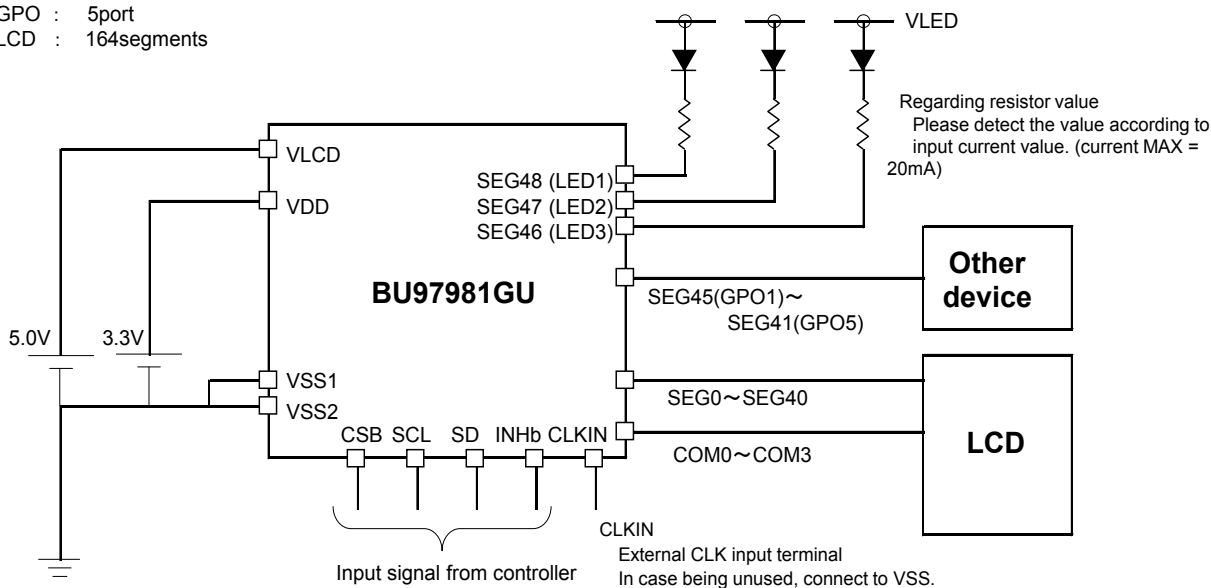 GPO : 5port
LCD : 164segments
VLED
Regarding resistor value
Please detect the value according to
input current value. (current MAX =
20mA)
VLCD
VDD
SEG48 (LED1)
SEG47 (LED2)
SEG46 (LED3)
BU97981GU
SEG45(GPO1)~
SEG41(GPO5)
Other
device
5.0V
3.3V
VSS1
VSS2
SEG0~SEG40
CSB SCL SD INHb CLKIN
COM0~COM3
LCD
CLKIN
External CLK input terminal
Input signal from controller
In case being unused, connect to VSS.